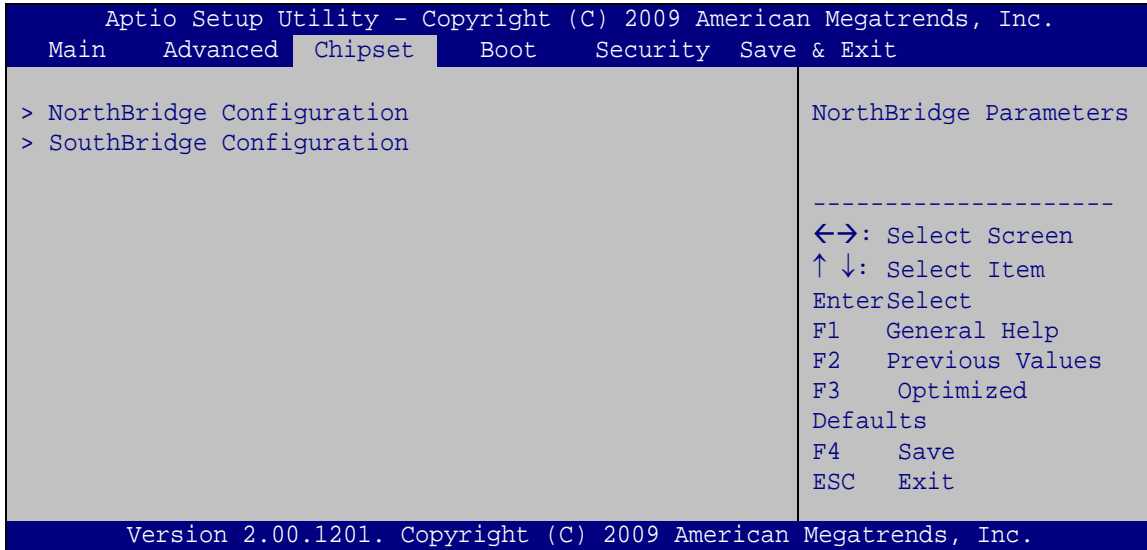 Aptio Setup Utility – Copyright (C) 2009 American Megatrends, Inc.
Main Advanced Chipset Boot Security Save & Exit
> NorthBridge Configuration
> SouthBridge Configuration
NorthBridge Parameters
---------------------
←→: Select Screen
↑ ↓: Select Item
EnterSelect
F1 General Help
F2 Previous Values
F3 Optimized
Defaults
F4 Save
ESC Exit
Version 2.00.1201. Copyright (C) 2009 American Megatrends, Inc.